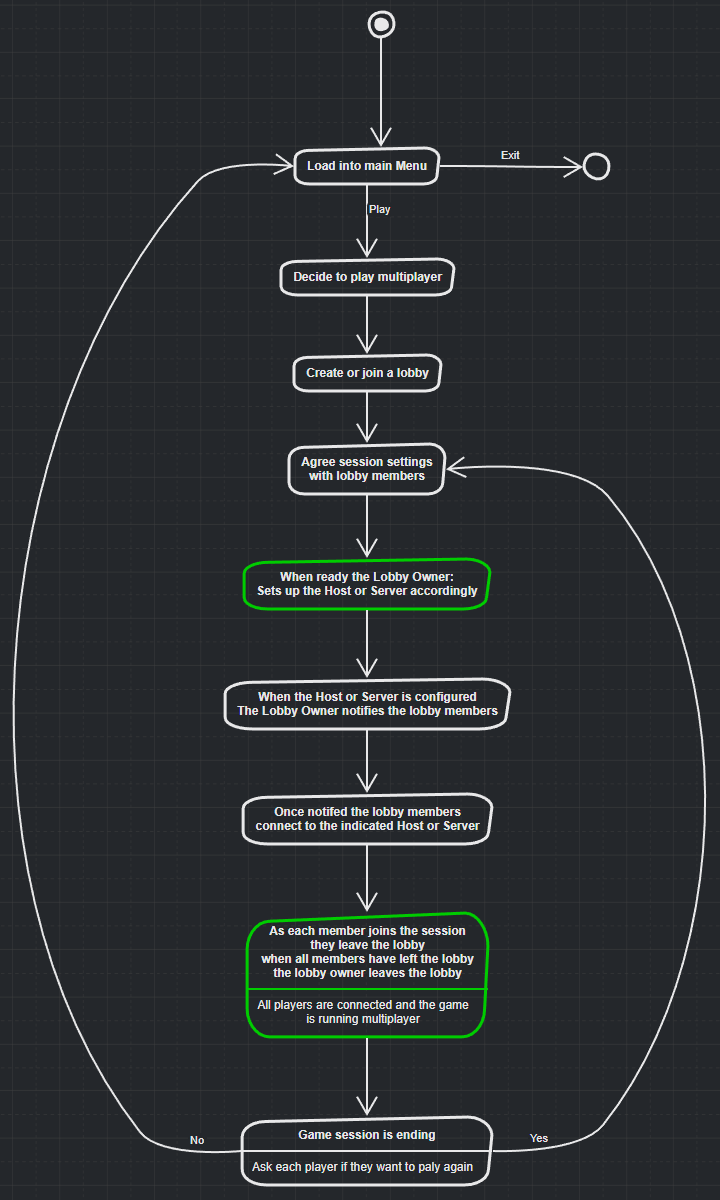 Load into main Menu
Exit
Play
Decide to play multiplayer
Create or join a lobby
Agree session settings
with lobby members
When ready the Lobby Owner:
Sets up the Host or Server accordingly
When the Host or Server is configured
The Lobby Owner notifies the lobby members
Once notifed the lobby members
connect to the indicated Host or Server
As each member joins the session
they leave the lobby
when all members have left the lobby
the lobby owner leaves the lobby
All players are connected and the game
is running multiplayer
Game session is ending
No
Yes
Ask each player if they want to paly again